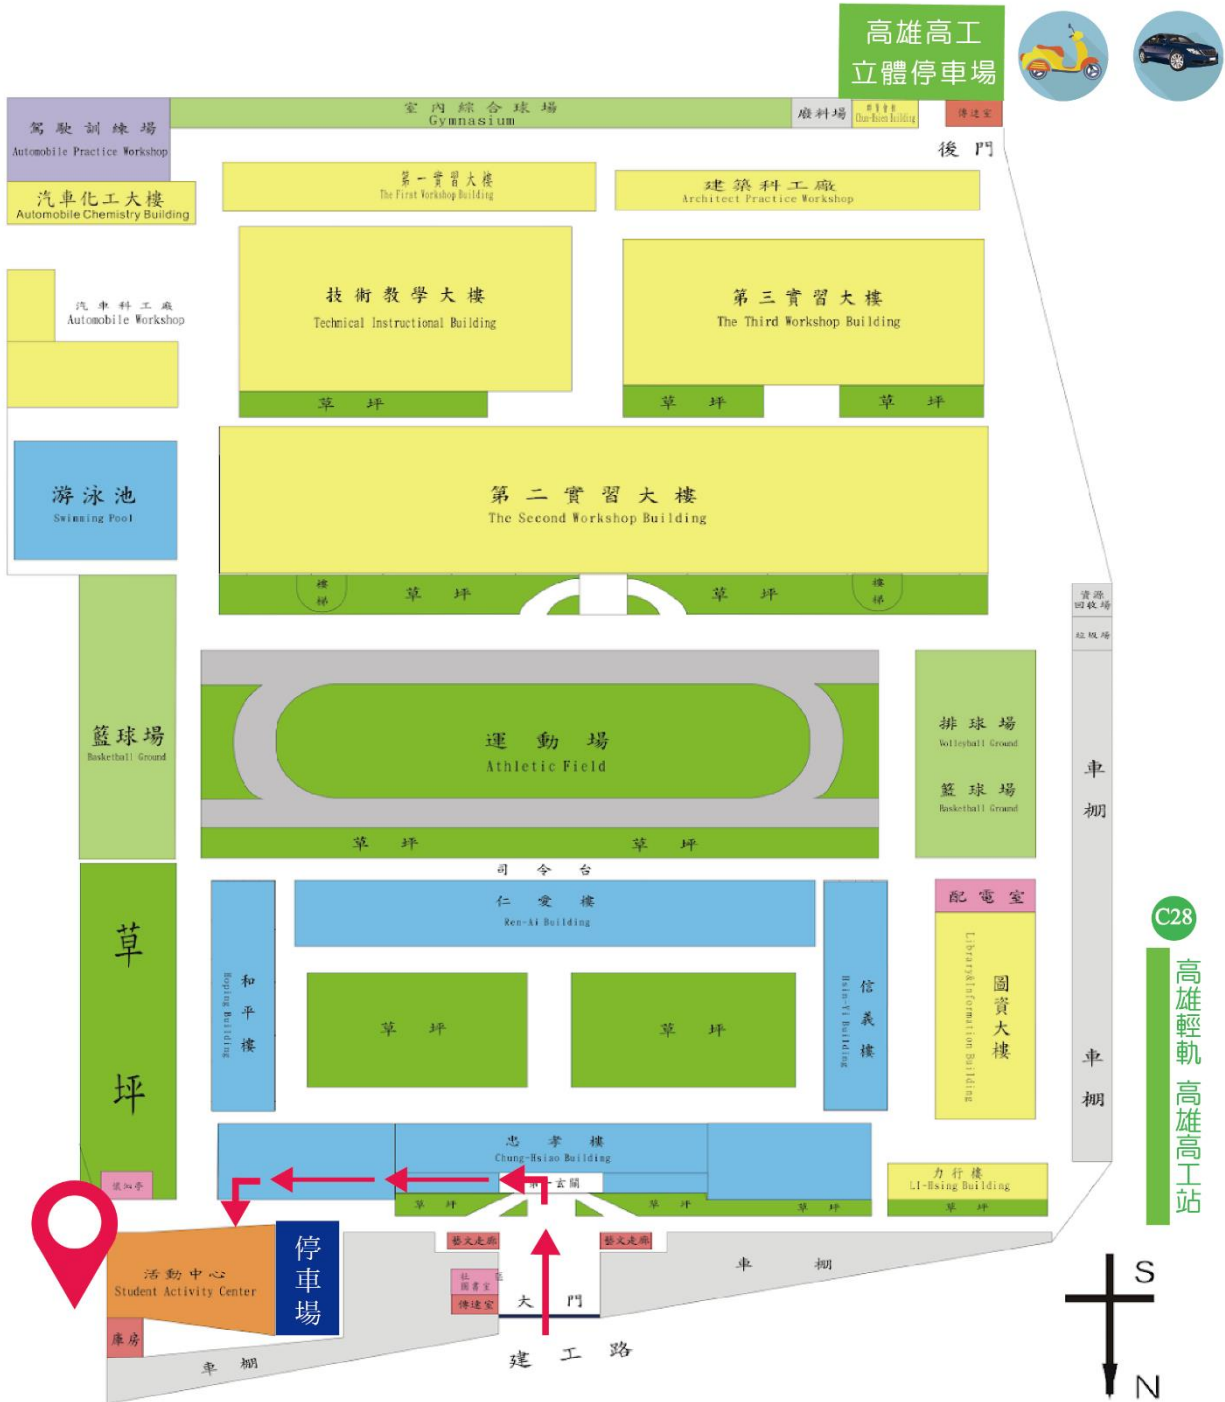 高雄高工
立體停車場
室內綜合球場
Gymnasium
廢料場
Chun-Hsien Building
傳達室
後門
駕駛訓練場
Automobile Practice Workshop
汽車化工大樓
Automobile Chemistry Building
第一實習大樓
The First Workshop Building
建築科工廠
Architect Practice Workshop
汽車科工廠
Automobile Workshop
技術教學大樓
Technical Instructional Building
第三實習大樓
The Third Workshop Building
草坪
草坪
草坪
游泳池
Swimming Pool
第二實習大樓
The Second Workshop Building
樓梯
草坪
草坪
樓梯
資源
回收場
垃圾場
籃球場
Basketball Ground
運動場
Athletic Field
排球場
Volleyball Ground
籃球場
Basketball Ground
車棚
草坪
草坪
司令台
草坪
和平樓
Hoping Building
仁愛樓
Ren-Ai Building
信義樓
Hsin-Yi Building
配電室
圖資大樓
Library&Information Building
草坪
草坪
車棚
C28
高雄輕軌 高雄高工站
忠孝樓
Chung-Hsiao Building
第一玄關
力行樓
LI-Hsing Building
草坪
草坪
草坪
草坪
活動中心
Student Activity Center
停車場
藝文走廊
藝文走廊
圖書室
傳達室
大門
車棚
庫房
車棚
建工路
S
N